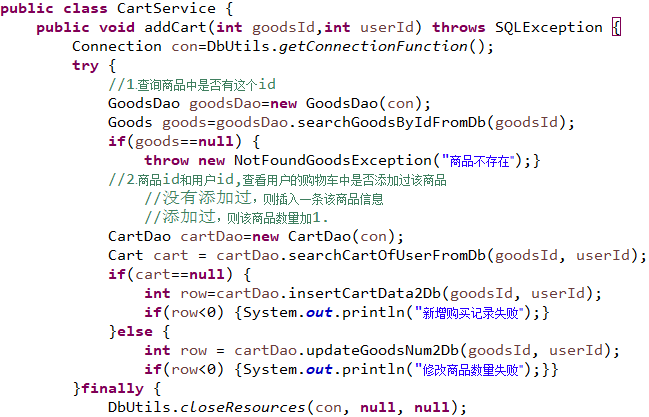 public class CartService {
    public void addCart(int goodsId,int userId) throws SQLException {
        Connection con=DbUtils.getConnectionFunction();
        try {
            //1.查询商品中是否有这个id
            GoodsDao goodsDao=new GoodsDao(con);
            Goods goods=goodsDao.searchGoodsByIdFromDb(goodsId);
            if(goods==null) {
                throw new NotFoundGoodsException("商品不存在");}
            //2.商品id和用户id,查看用户的购物车中是否添加过该商品
                //没有添加过，则插入一条该商品信息
                //添加过，则该商品数量加1.
            CartDao cartDao=new CartDao(con);
            Cart cart = cartDao.searchCartOfUserFromDb(goodsId, userId);
            if(cart==null) {
                int row=cartDao.insertCartData2Db(goodsId, userId);
                if(row<0) {System.out.println("新增购买记录失败");}
            }else {
                int row = cartDao.updateGoodsNum2Db(goodsId, userId);
                if(row<0) {System.out.println("修改商品数量失败");}}
        }finally {
            DbUtils.closeResources(con, null, null);